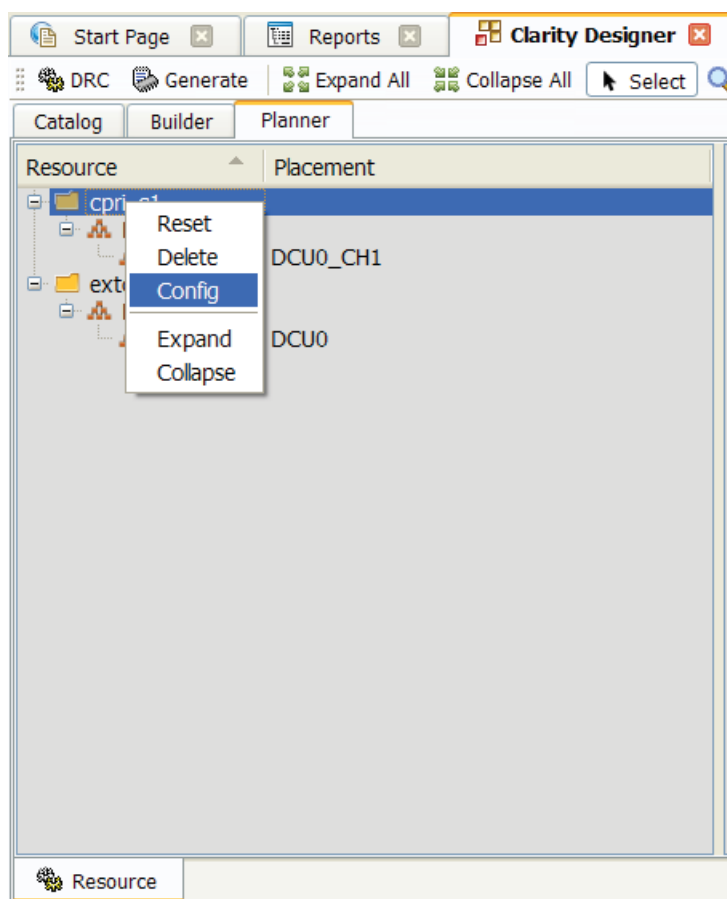 Start Page Reports Clarity Designer
DRC Generate Expand All Collapse All Select
Catalog Builder Planner
Resource Placement
Reset
Delete DCU0_CH1
Config
Expand DCU0
Collapse
Resource